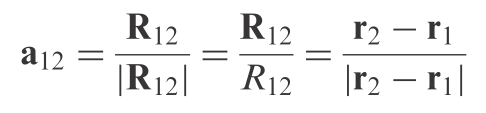 a₁₂ = R₁₂ / |R₁₂| = R₁₂ / R₁₂ = r₂ − r₁ / |r₂ − r₁|